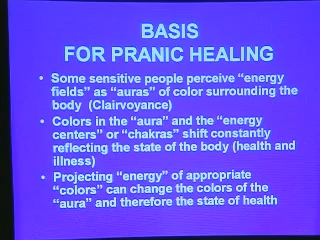 BASIS
FOR PRANIC HEALING
• Some sensitive people perceive “energy
fields” as “auras” of color surrounding the
body (Clairvoyance)
• Colors in the “aura” and the “energy
centers” or “chakras” shift constantly
reflecting the state of the body (health and
illness)
• Projecting “energy” of appropriate
“colors” can change the colors of the
“aura” and therefore the state of health